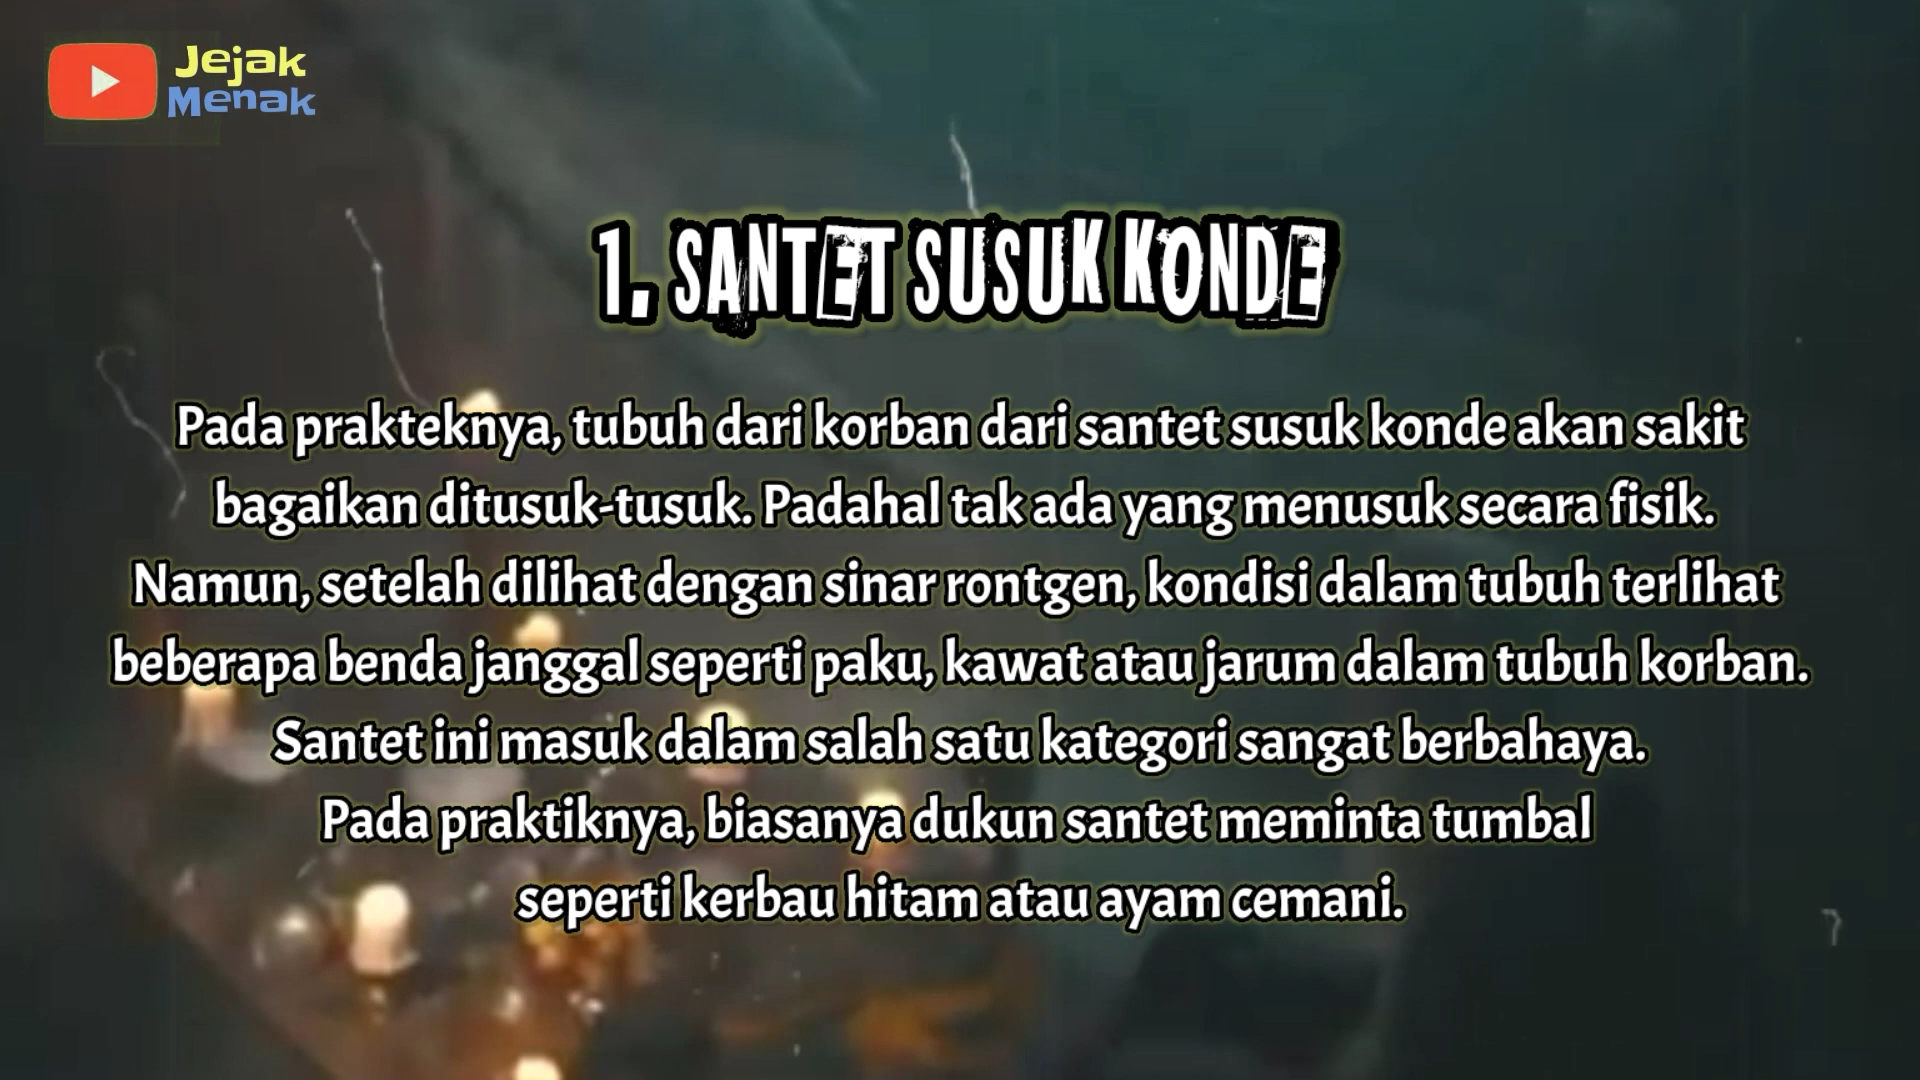 Jejak
Menak
1. SANTET SUSUK KONDE
Pada prakteknya, tubuh dari korban dari santet susuk konde akan sakit
bagaikan ditusuk-tusuk. Padahal tak ada yang menusuk secara fisik.
Namun, setelah dilihat dengan sinar rontgen, kondisi dalam tubuh terlihat
beberapa benda janggal seperti paku, kawat atau jarum dalam tubuh korban.
Santet ini masuk dalam salah satu kategori sangat berbahaya.
Pada praktiknya, biasanya dukun santet meminta tumbal
seperti kerbau hitam atau ayam cemani.